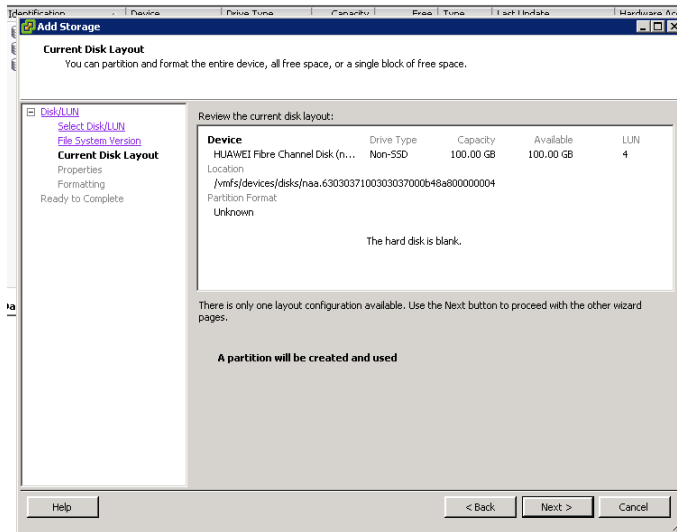 Identification Device Drive Type Capacity Free Type Last Update Hardware Ac
Add Storage
Current Disk Layout
You can partition and format the entire device, all free space, or a single block of free space.
Disk/LUN
Select Disk/LUN
File System Version
Current Disk Layout
Properties
Formatting
Ready to Complete
Review the current disk layout:
Device Drive Type Capacity Available LUN
HUAWEI Fibre Channel Disk (n... Non-SSD 100.00 GB 100.00 GB 4
Location
/vmfs/devices/disks/naa.6303037100303037000b48a800000004
Partition Format
Unknown
The hard disk is blank.
There is only one layout configuration available. Use the Next button to proceed with the other wizard
pages.
A partition will be created and used
Help < Back Next > Cancel